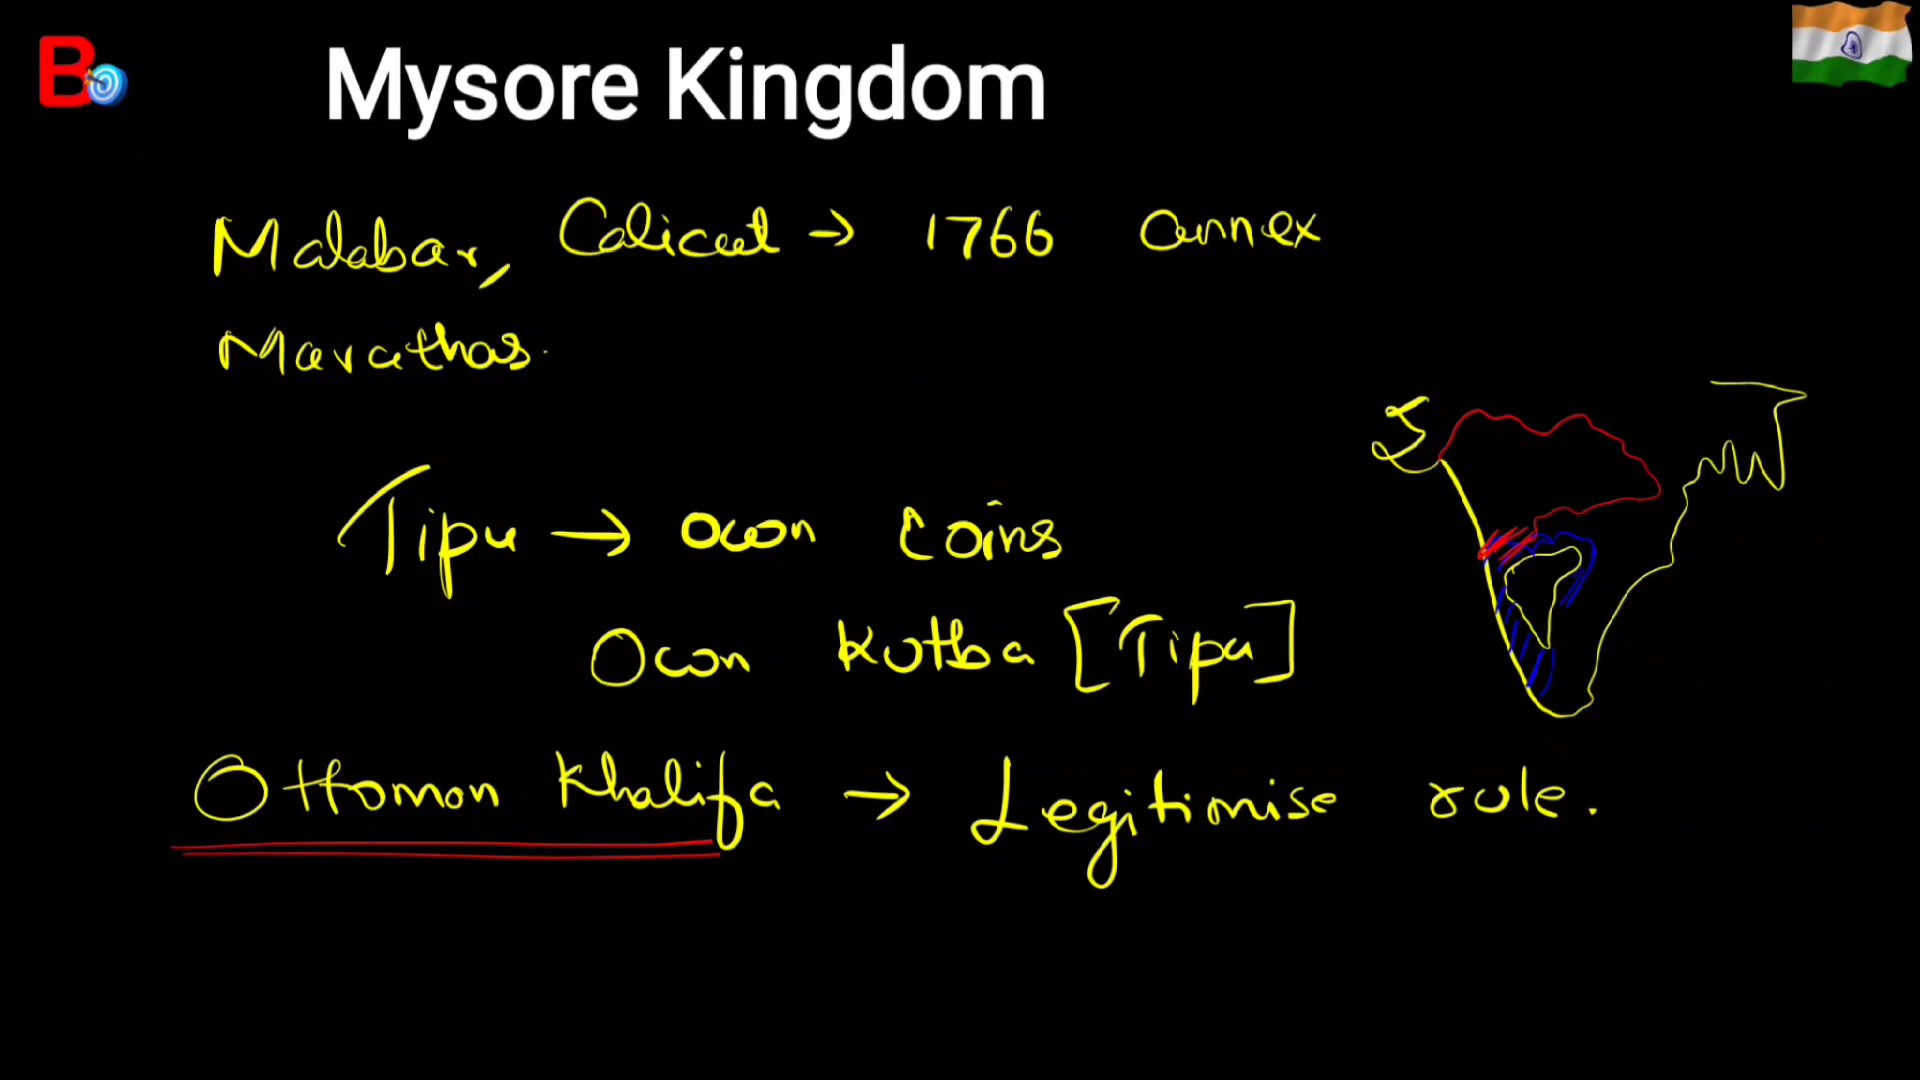 B
Mysore Kingdom
Malabar, Calicut → 1766 annex
Marathas.
Tipu → own coins
Own Kutba [Tipu]
Ottoman Khalifa → Legitimise rule.